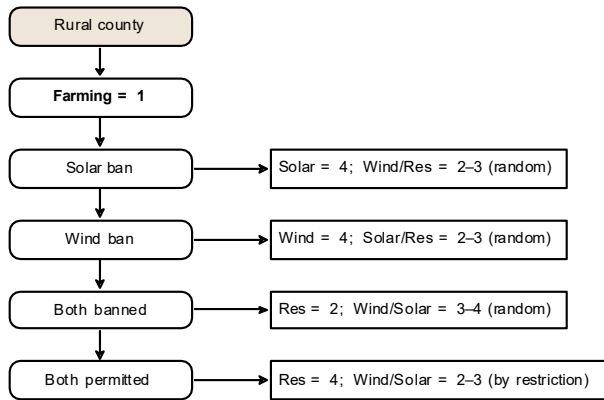 Rural county
Farming = 1
Solar ban
Solar = 4; Wind/Res = 2–3 (random)
Wind ban
Wind = 4; Solar/Res = 2–3 (random)
Both banned
Res = 2; Wind/Solar = 3–4 (random)
Both permitted
Res = 4; Wind/Solar = 2–3 (by restriction)